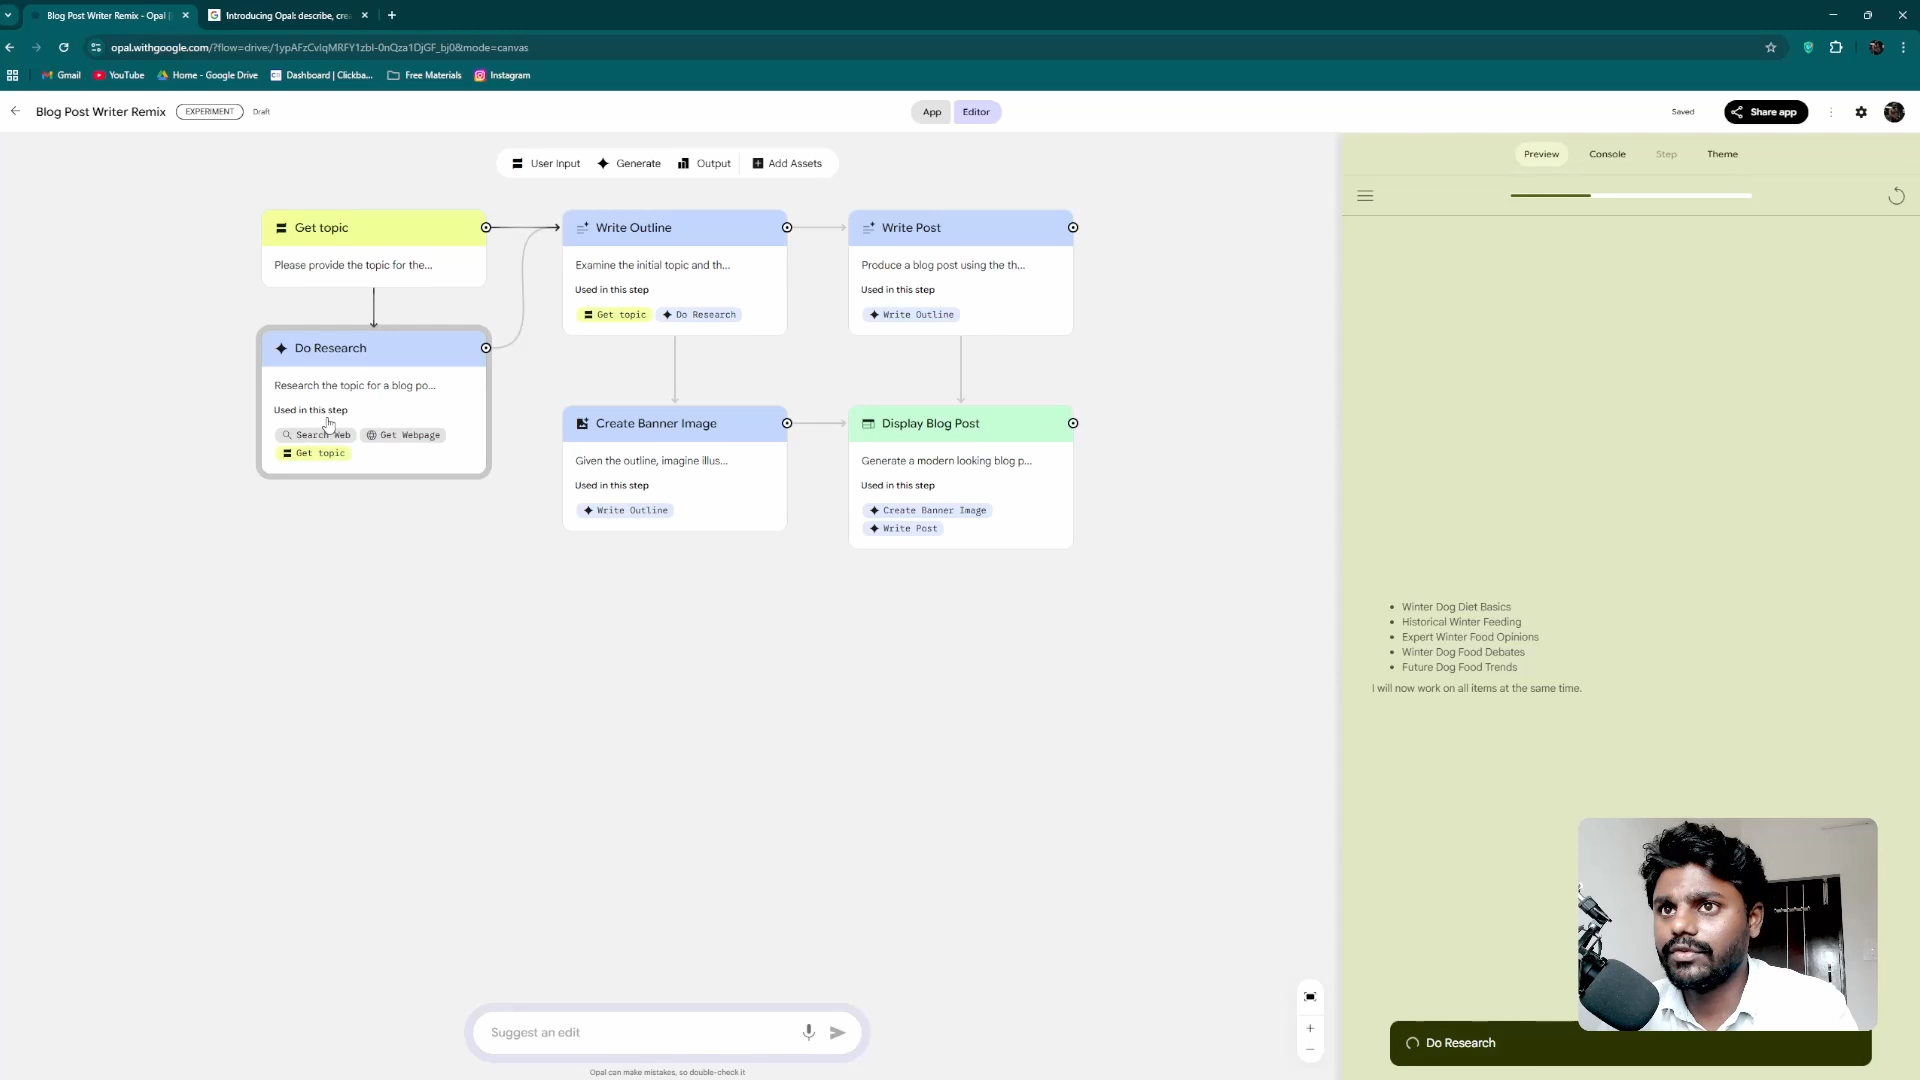 Blog Post Writer Remix - Opal |
Introducing Opal: describe, cre
opal.withgoogle.com/?flow=drive:/1ypAFzCvIqMRFY1zbI-0nQza1DjGF_bj0&mode=canvas
Gmail YouTube Home - Google Drive Dashboard | Clickba... Free Materials Instagram
Blog Post Writer Remix EXPERIMENT Draft App Editor Saved Share app
User Input Generate Output Add Assets
Preview Console Step Theme
Get topic
Please provide the topic for the...
Write Outline
Examine the initial topic and th...
Used in this step
Get topic Do Research
Write Post
Produce a blog post using the th...
Used in this step
Write Outline
Do Research
Research the topic for a blog po...
Used in this step
Search Web Get Webpage
Get topic
Create Banner Image
Given the outline, imagine illus...
Used in this step
Write Outline
Display Blog Post
Generate a modern looking blog p...
Used in this step
Create Banner Image
Write Post
Winter Dog Diet Basics
Historical Winter Feeding
Expert Winter Food Opinions
Winter Dog Food Debates
Future Dog Food Trends
I will now work on all items at the same time.
Do Research
Suggest an edit
Opal can make mistakes, so double-check it